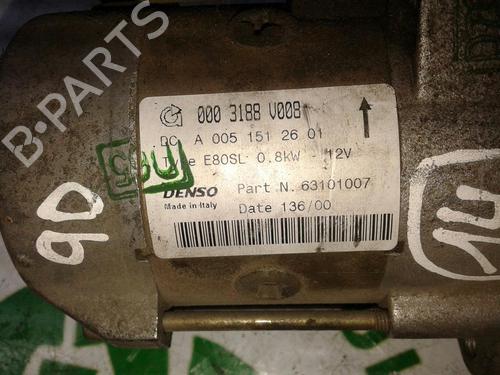 000 3188 V008
DC A 005 151 26 01
Type E80SL 0.8kW - 12V
DENSO Part N. 63101007
Made in Italy Date 136/00
90